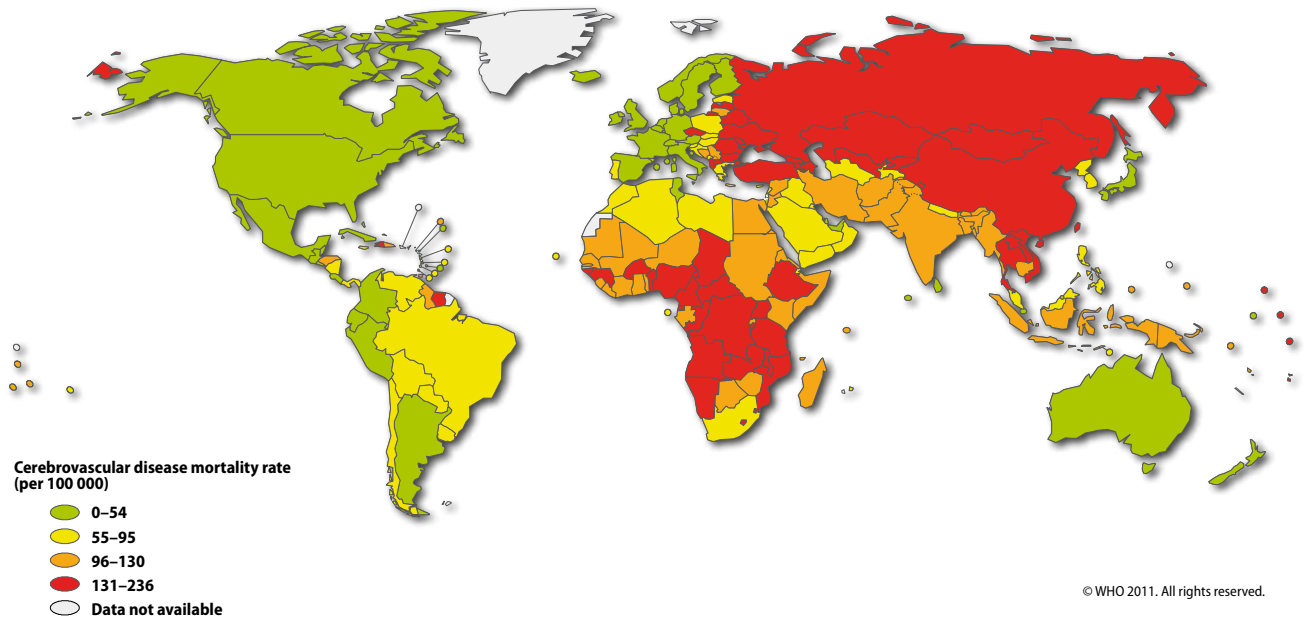 Cerebrovascular disease mortality rate
(per 100 000)
0–54
55–95
96–130
131–236
Data not available
© WHO 2011. All rights reserved.